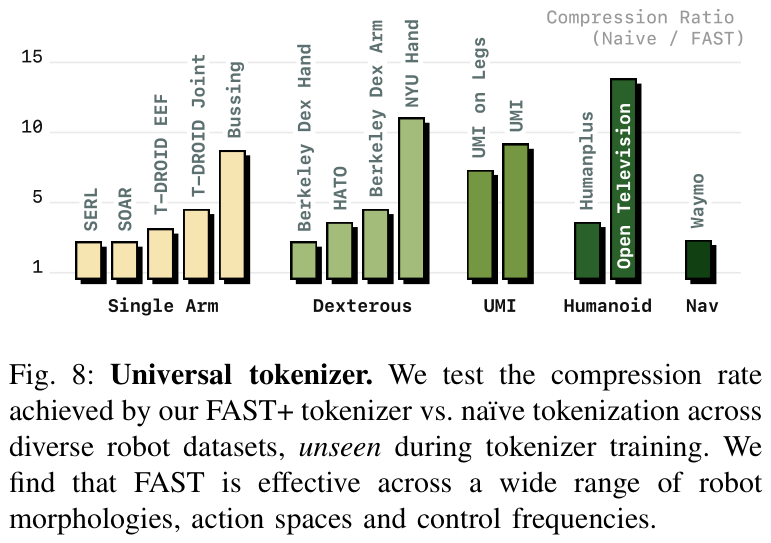 Compression Ratio
(Naive / FAST)
15
10
5
1
SERL
SOAR
T-DROID EEF
T-DROID Joint
Bussing
Berkeley Dex Hand
HATO
Berkeley Dex Arm
NYU Hand
UMI on Legs
UMI
Humanplus
Open Television
Waymo
Single Arm
Dexterous
UMI
Humanoid
Nav
Fig. 8: Universal tokenizer. We test the compression rate
achieved by our FAST+ tokenizer vs. naïve tokenization across
diverse robot datasets, unseen during tokenizer training. We
find that FAST is effective across a wide range of robot
morphologies, action spaces and control frequencies.